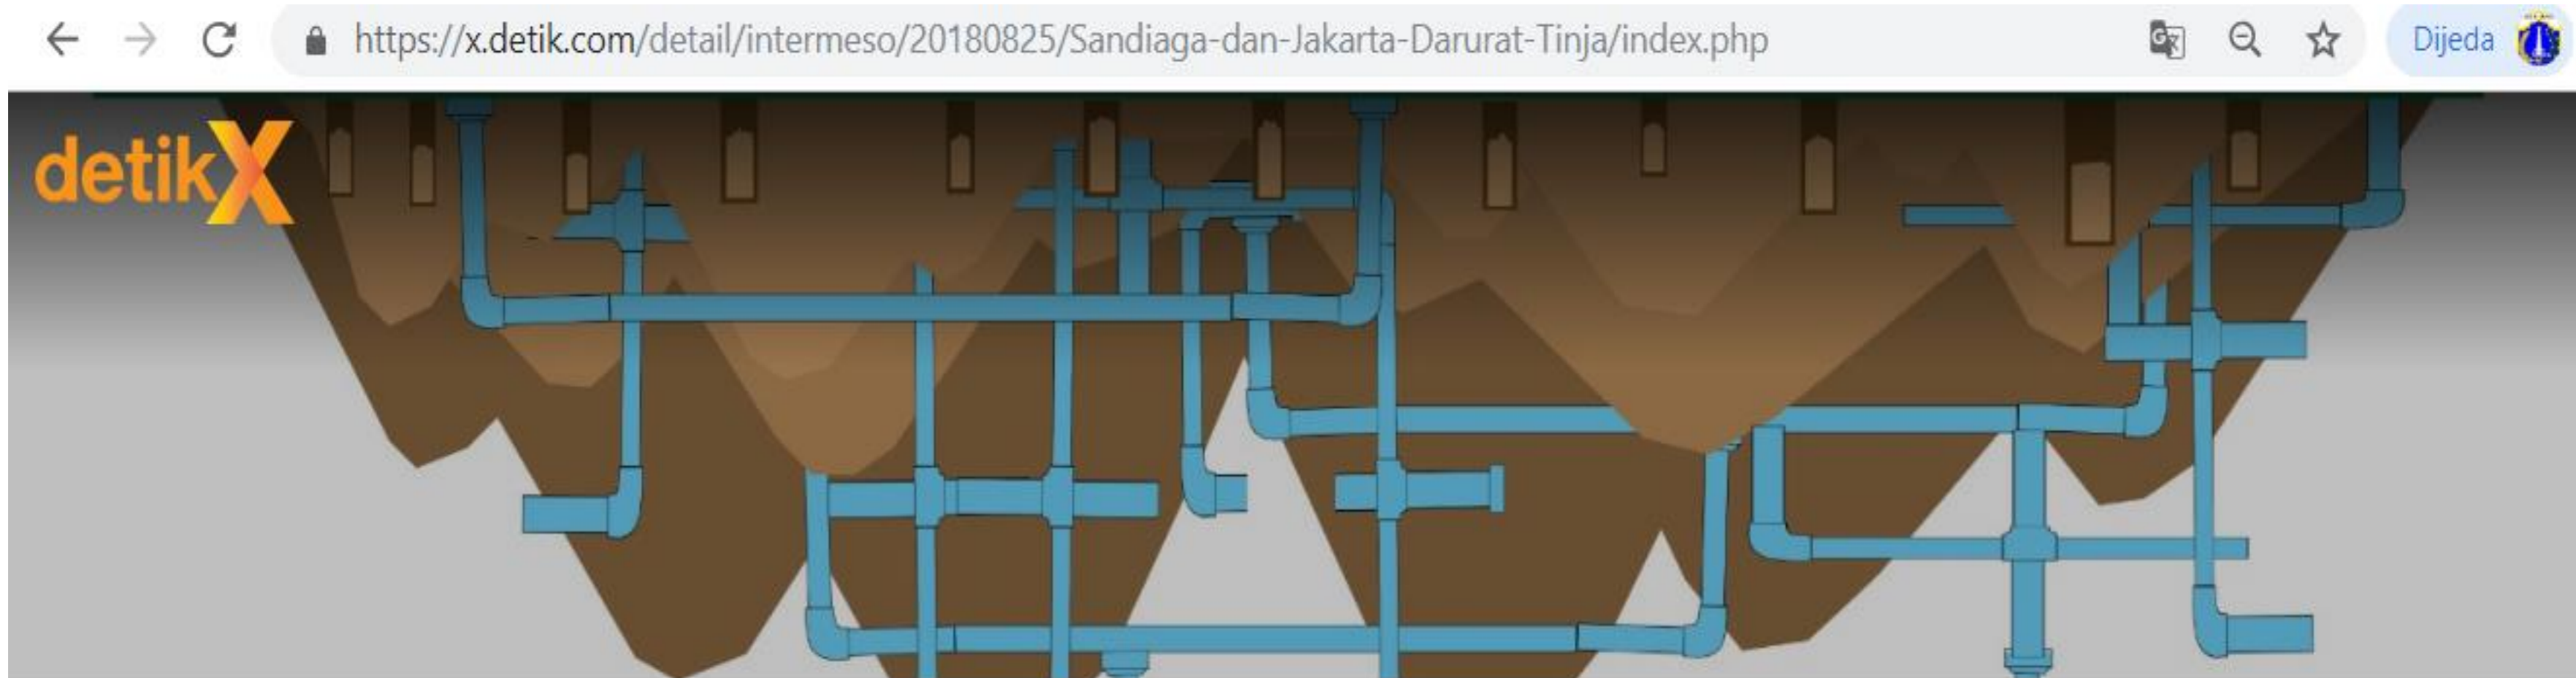 https://x.detik.com/detail/intermeso/20180825/Sandiaga-dan-Jakarta-Darurat-Tinja/index.php
Dijeda
detikX